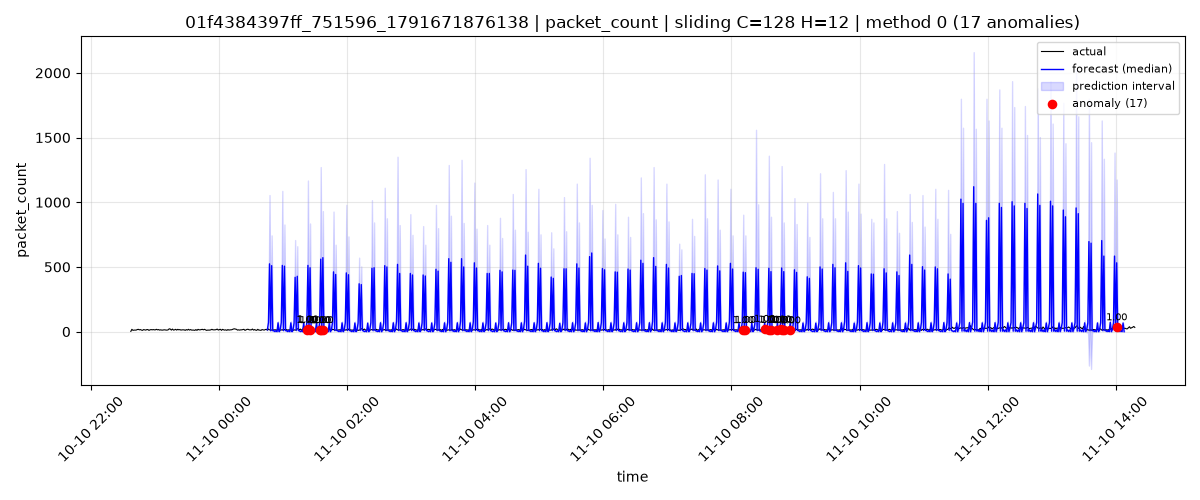 01f4384397ff_751596_1791671876138 | packet_count | sliding C=128 H=12 | method 0 (17 anomalies)
packet_count
2000
1500
1000
500
0
actual
forecast (median)
prediction interval
anomaly (17)
1.00
10-10 22:00
11-10 00:00
11-10 02:00
11-10 04:00
11-10 06:00
11-10 08:00
11-10 10:00
11-10 12:00
11-10 14:00
time